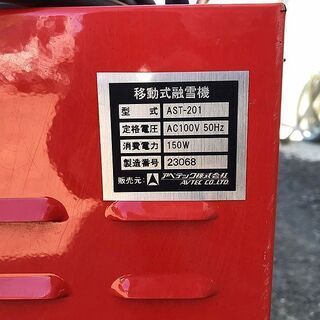 移動式融雪機
型式 AST-201
定格電圧 AC100V 50Hz
消費電力 150W
製造番号 23068
販売元: アベテック株式会社
AVTEC CO.,LTD.